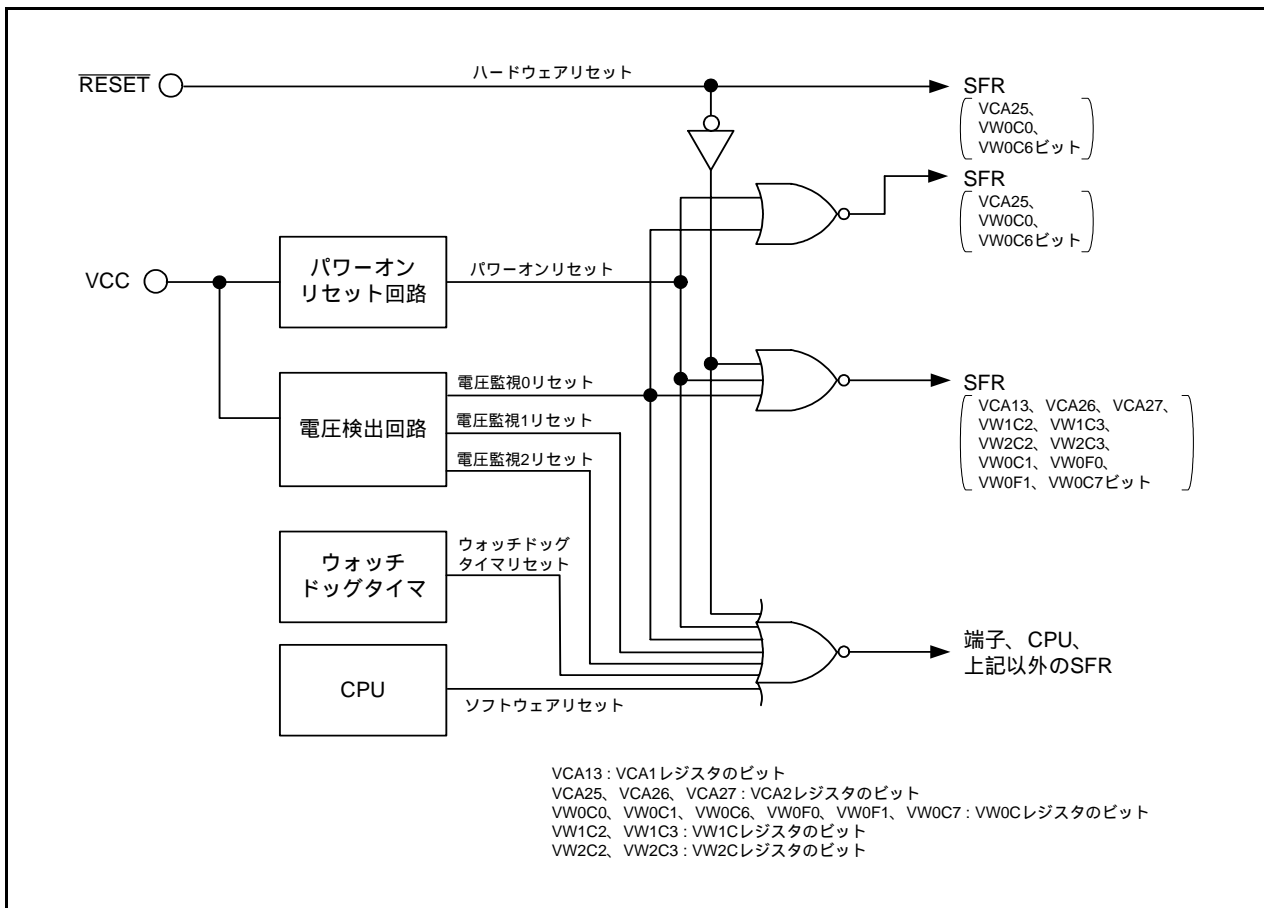 RESET
ハードウェアリセット
SFR
VCA25、
VW0C0、
VW0C6ビット
SFR
VCA25、
VW0C0、
VW0C6ビット
VCC
パワーオン
リセット回路
パワーオンリセット
電圧検出回路
電圧監視0リセット
電圧監視1リセット
電圧監視2リセット
SFR
VCA13、VCA26、VCA27、
VW1C2、VW1C3、
VW2C2、VW2C3、
VW0C1、VW0F0、
VW0F1、VW0C7ビット
ウォッチ
ドッグタイマ
ウォッチドッグ
タイマリセット
CPU
ソフトウェアリセット
端子、CPU、
上記以外のSFR
VCA13 : VCA1レジスタのビット
VCA25、VCA26、VCA27 : VCA2レジスタのビット
VW0C0、VW0C1、VW0C6、VW0F0、VW0F1、VW0C7 : VW0Cレジスタのビット
VW1C2、VW1C3 : VW1Cレジスタのビット
VW2C2、VW2C3 : VW2Cレジスタのビット